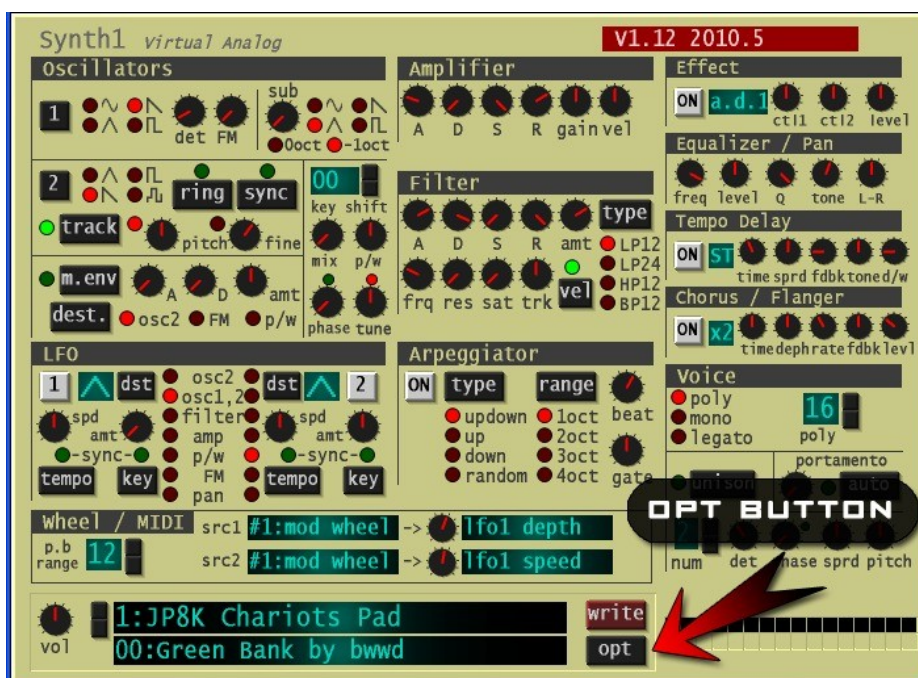 Synth1 Virtual Analog
V1.12 2010.5
Oscillators
1
det FM
sub
0oct -1oct
2
ring sync
track
pitch fine
00
key shift
mix p/w
m.env
A D amt
dest.
osc2 FM p/w
phase tune
Amplifier
A D S R gain vel
Filter
A D S R amt
type
LP12
LP24
HP12
BP12
frq res sat trk
vel
Effect
ON a.d.1
ctl1 ctl2 level
Equalizer / Pan
freq level Q tone L-R
Tempo Delay
ON ST
time sprd fdbk toned/w
Chorus / Flanger
ON x2
timedephrate fdbk levl
LFO
1 dst
spd
amt
sync
tempo key
osc2
osc1,2
filter
amp
p/w
FM
pan
dst 2
spd
amt
sync
tempo key
Arpeggiator
ON type range
updown
up
down
random
1oct
2oct
3oct
4oct
beat
gate
Voice
poly
mono
legato
16
poly
portamento
unison auto
OPT BUTTON
2
num det phase sprd pitch
Wheel / MIDI
p.b
range 12
src1 #1:mod wheel -> lfo1 depth
src2 #1:mod wheel -> lfo1 speed
vol
1:JP8K Chariots Pad
00:Green Bank by bwwd
write
opt